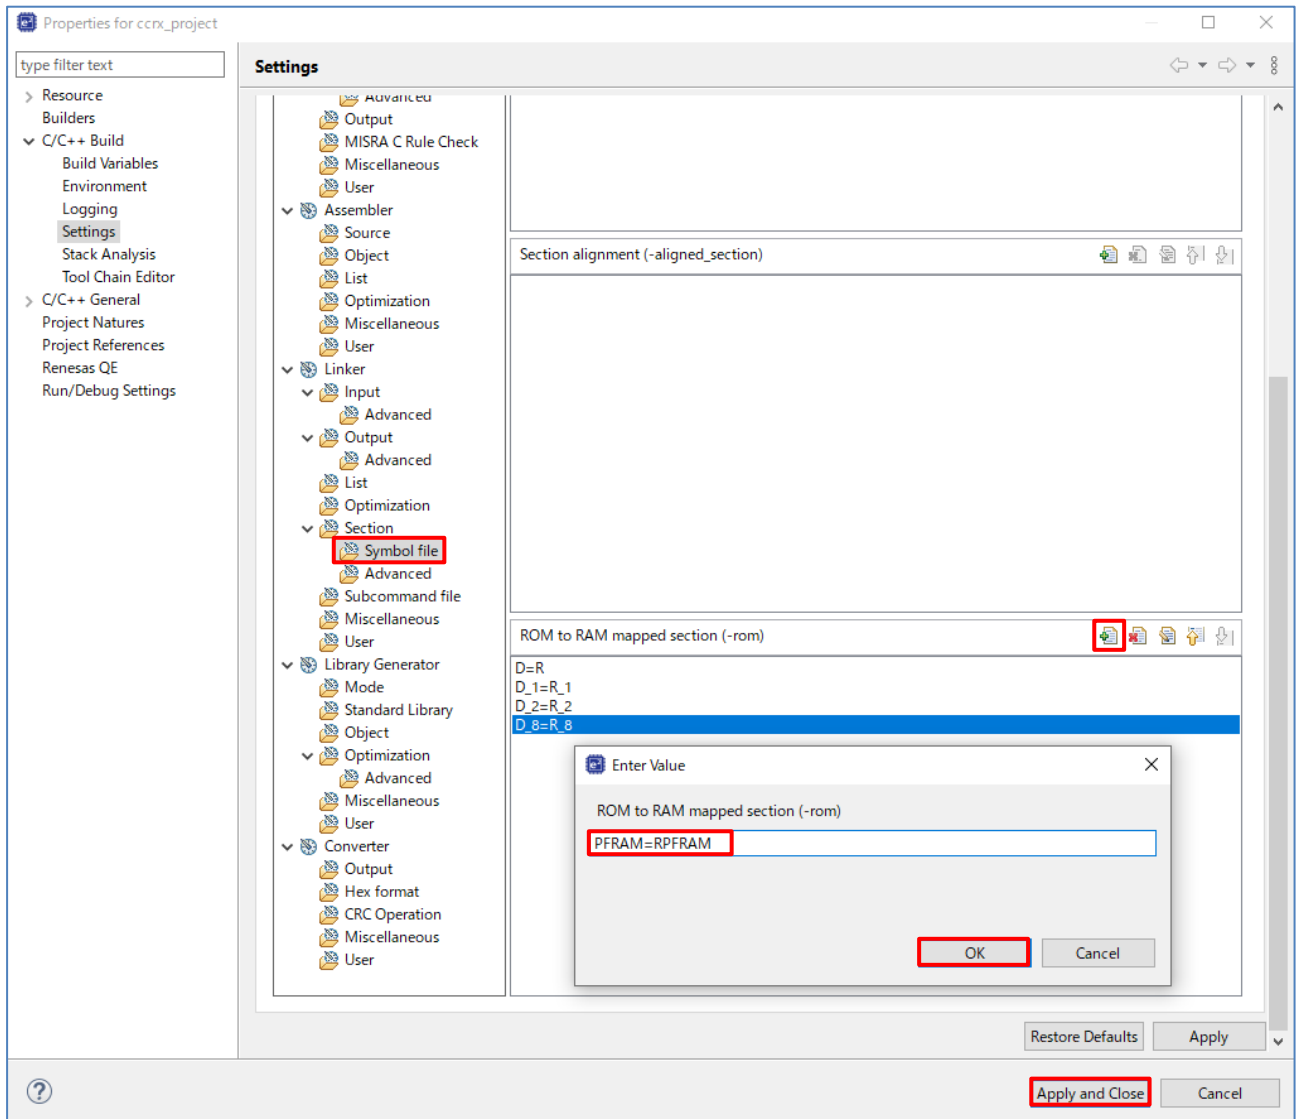 Properties for ccrx_project
type filter text
Settings
Resource
Builders
C/C++ Build
Build Variables
Environment
Logging
Settings
Stack Analysis
Tool Chain Editor
C/C++ General
Project Natures
Project References
Renesas QE
Run/Debug Settings
Advanced
Output
MISRA C Rule Check
Miscellaneous
User
Assembler
Source
Object
List
Optimization
Miscellaneous
User
Linker
Input
Advanced
Output
Advanced
List
Optimization
Section
Symbol file
Advanced
Subcommand file
Miscellaneous
User
Library Generator
Mode
Standard Library
Object
Optimization
Advanced
Miscellaneous
User
Converter
Output
Hex format
CRC Operation
Miscellaneous
User
Section alignment (-aligned_section)
ROM to RAM mapped section (-rom)
D=R
D_1=R_1
D_2=R_2
D_8=R_8
Enter Value
ROM to RAM mapped section (-rom)
PFRAM=RPFRAM
OK
Cancel
Restore Defaults
Apply
?
Apply and Close
Cancel